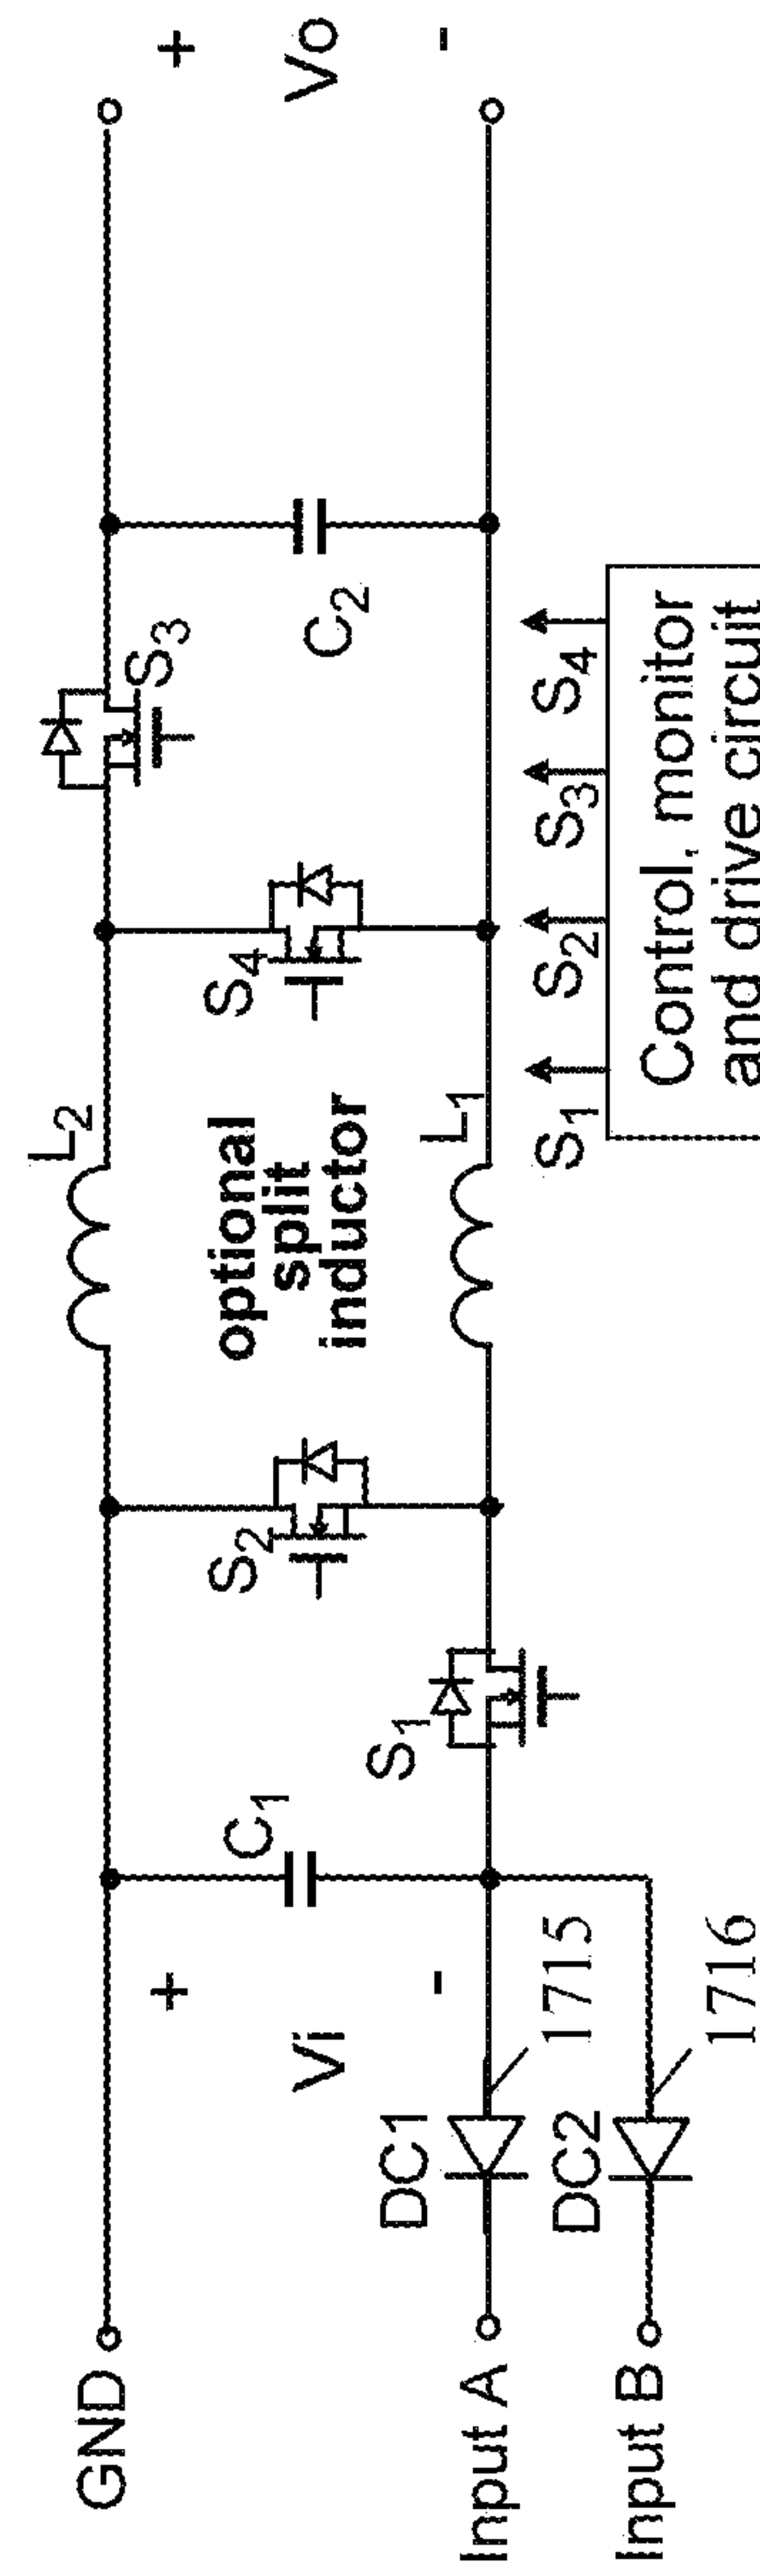 GND
+
Vi
-
C1
L2
S3
+
Vo
-
C2
S2
S4
optional
split
inductor
S1
L1
DC1
Input A
1715
DC2
Input B
1716
S1
S2
S3
S4
Control, monitor
and drive circuit